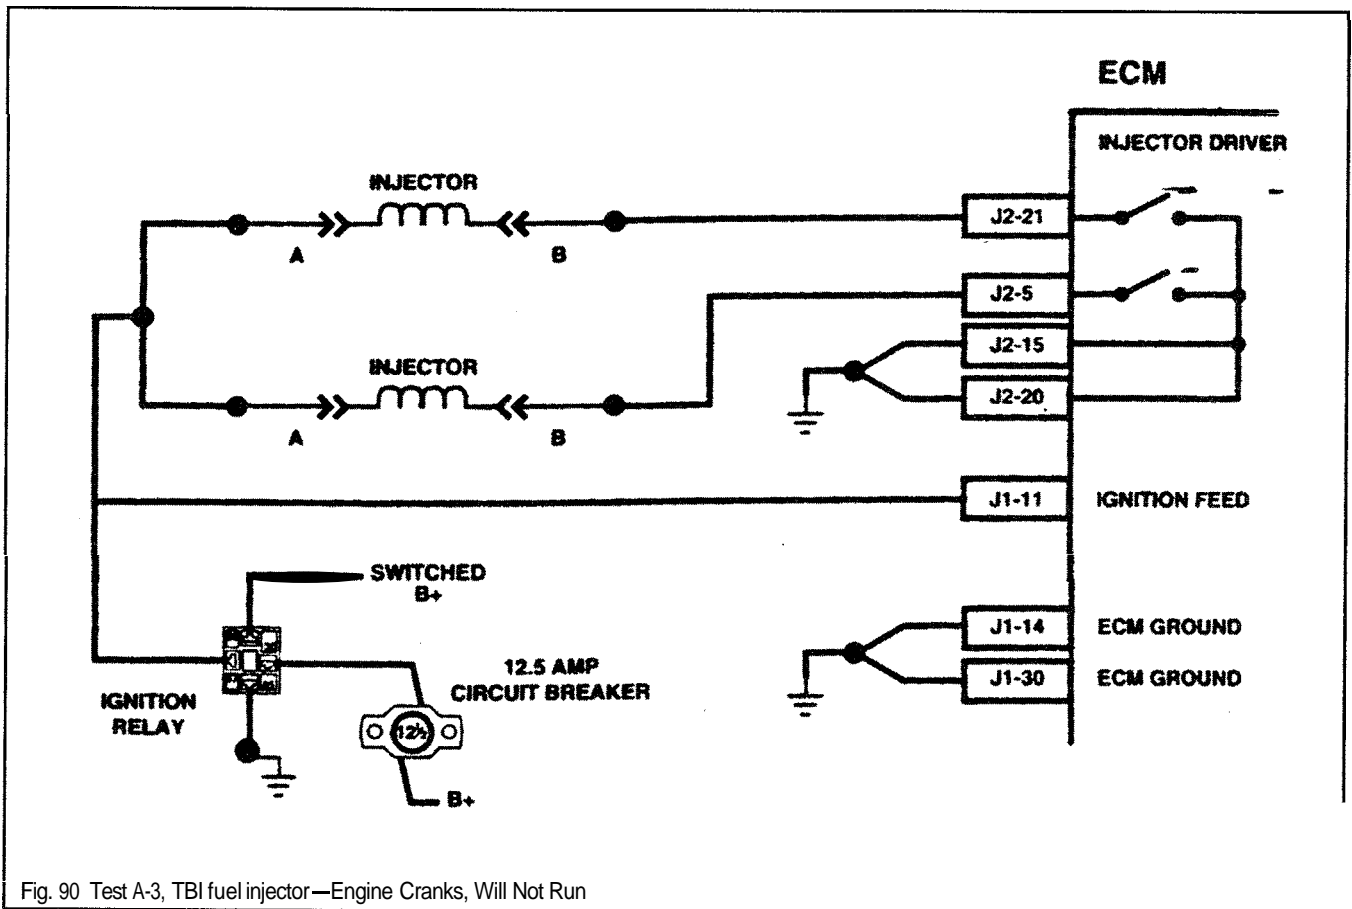 ECM
INJECTOR DRIVER
INJECTOR
J2-21
A
B
J2-5
J2-15
INJECTOR
J2-20
A
B
J1-11
IGNITION FEED
SWITCHED
B+
J1-14
ECM GROUND
12.5 AMP
CIRCUIT BREAKER
J1-30
ECM GROUND
IGNITION
RELAY
12½
B+
Fig. 90 Test A-3, TBI fuel injector—Engine Cranks, Will Not Run